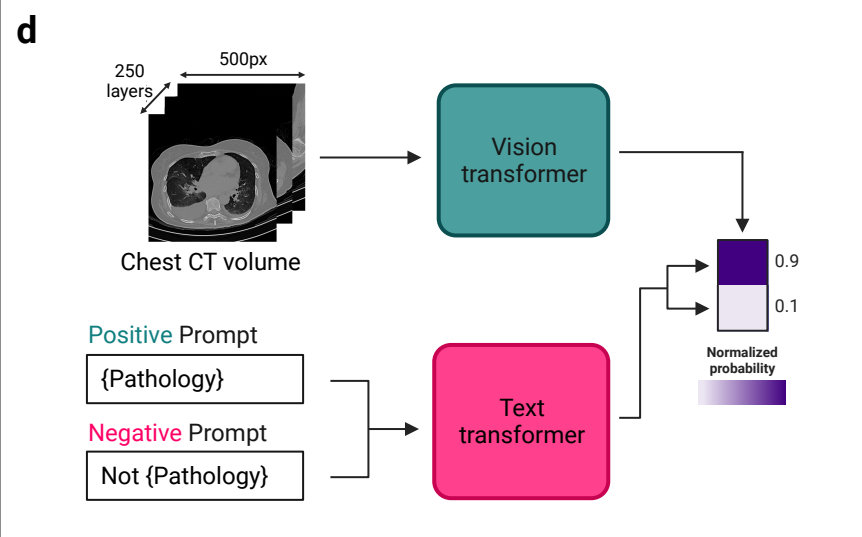 d
500px
250
layers
Chest CT volume
Vision
transformer
0.9
0.1
Normalized
probability
Positive Prompt
{Pathology}
Negative Prompt
Not {Pathology}
Text
transformer